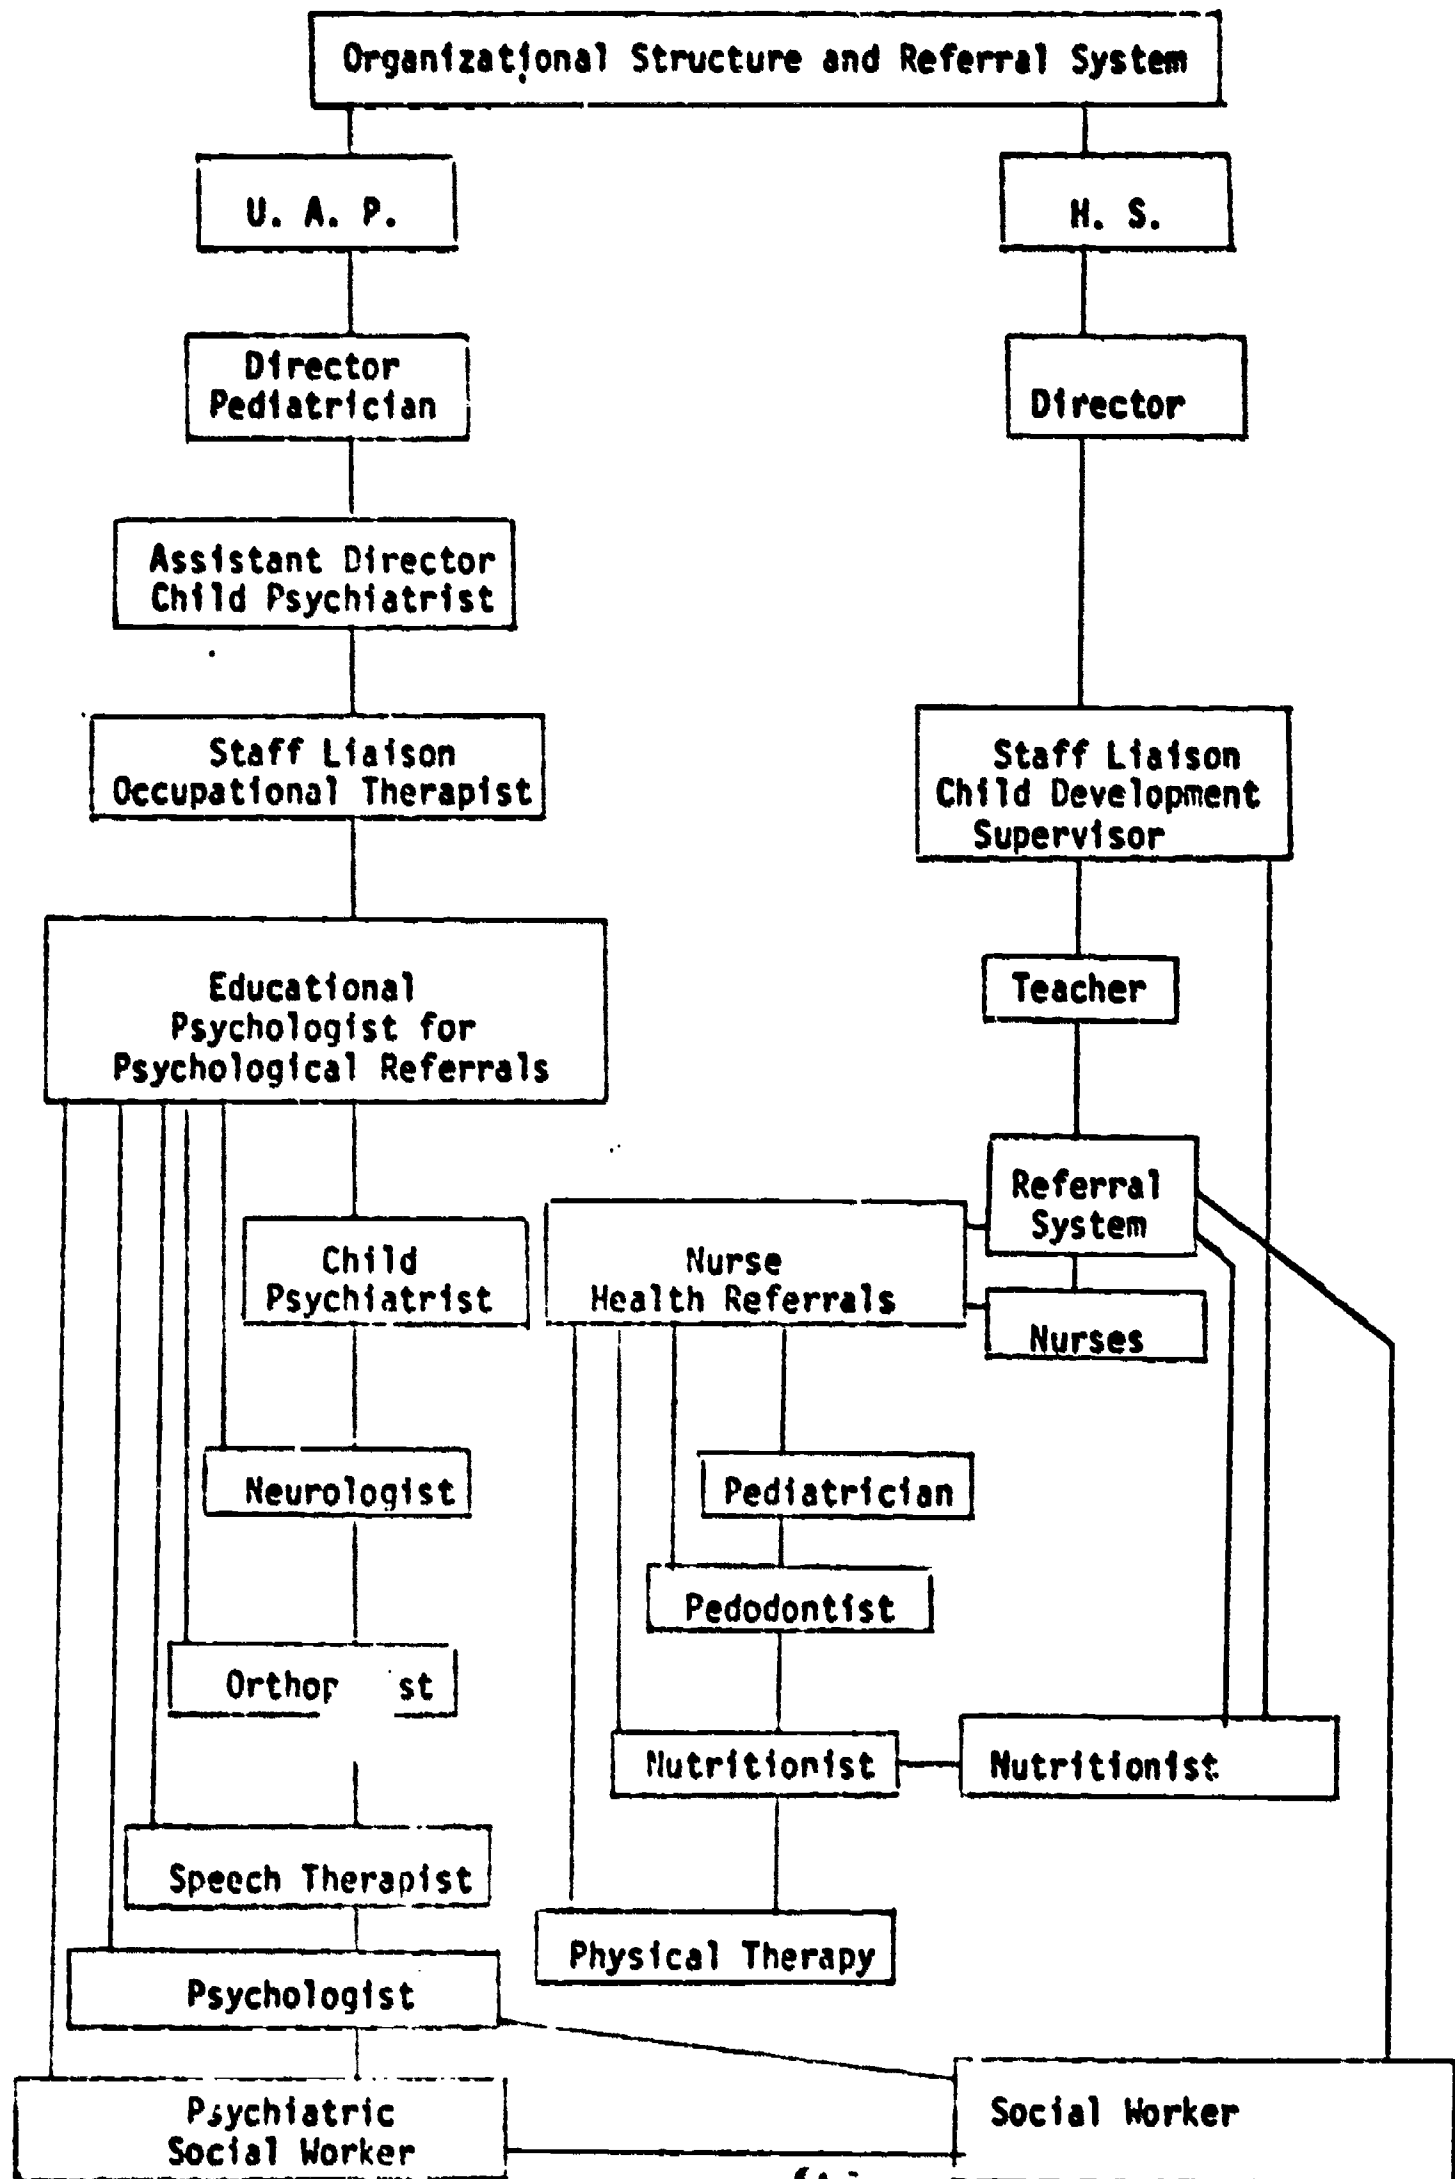 Organizational Structure and Referral System
U. A. P.
H. S.
Director
Pediatrician
Director
Assistant Director
Child Psychiatrist
Staff Liaison
Occupational Therapist
Staff Liaison
Child Development
Supervisor
Educational
Psychologist for
Psychological Referrals
Teacher
Referral
System
Child
Psychiatrist
Nurse
Health Referrals
Nurses
Neurologist
Pediatrician
Pedodontist
Nutritionist
Nutritionist
Speech Therapist
Physical Therapy
Psychologist
Psychiatric
Social Worker
Social Worker